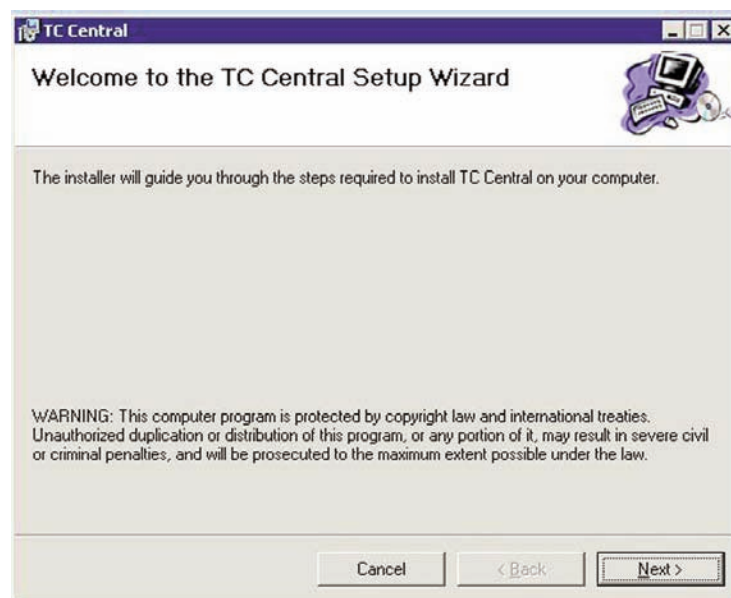 TC Central
Welcome to the TC Central Setup Wizard
The installer will guide you through the steps required to install TC Central on your computer.
WARNING: This computer program is protected by copyright law and international treaties.
Unauthorized duplication or distribution of this program, or any portion of it, may result in severe civil
or criminal penalties, and will be prosecuted to the maximum extent possible under the law.
Cancel
< Back
Next >